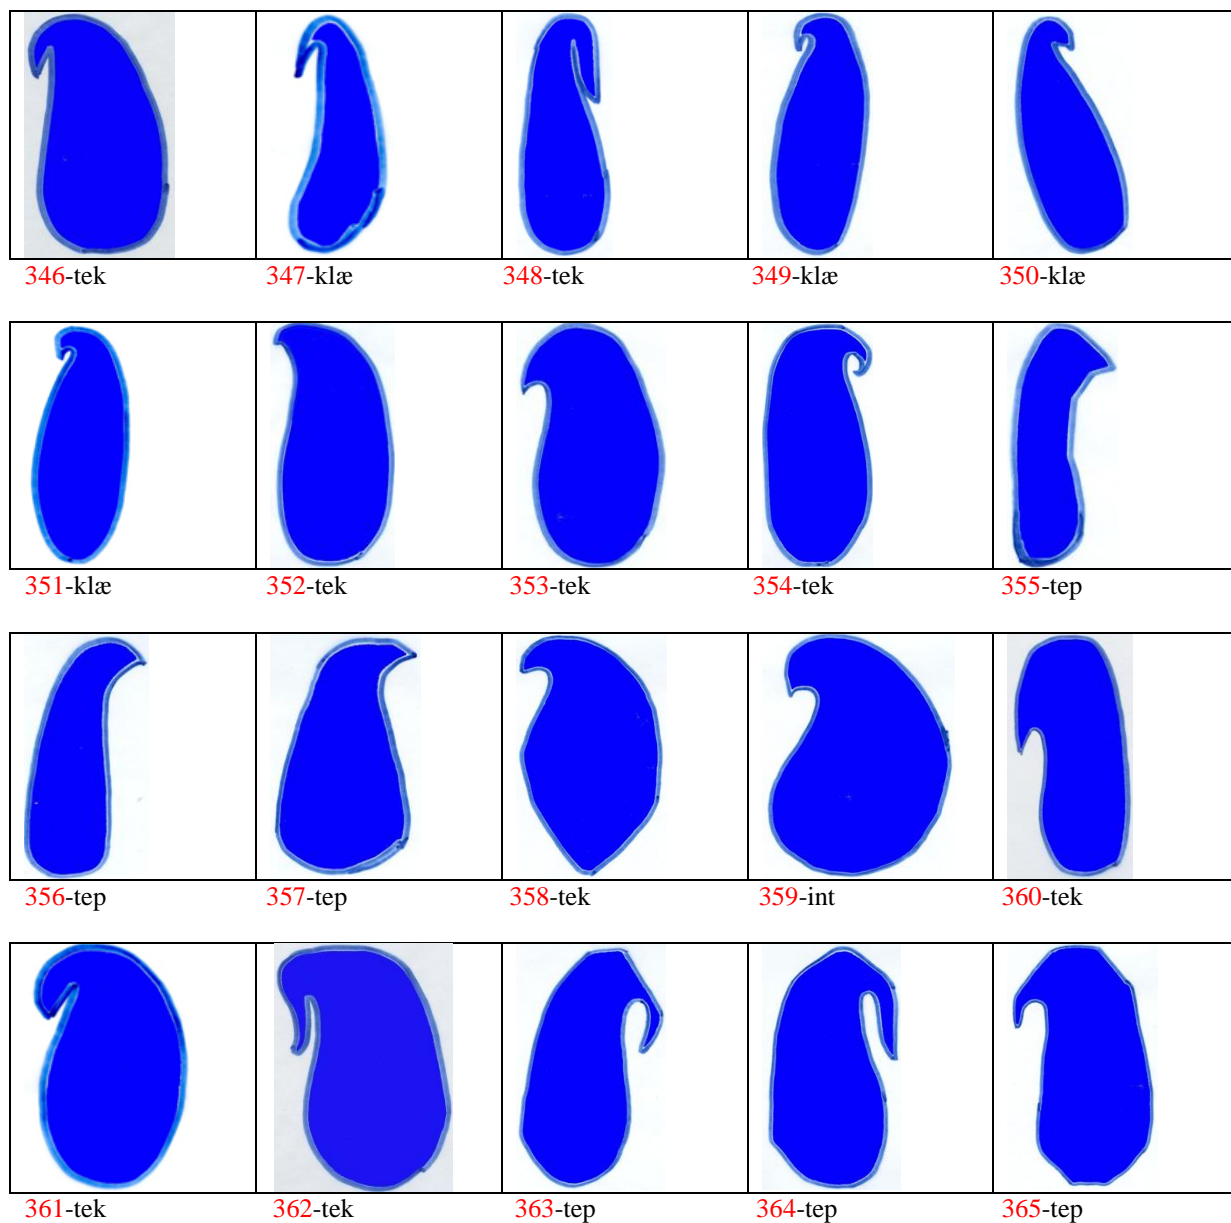 346-tek 347-klæ 348-tek 349-klæ 350-klæ
351-klæ 352-tek 353-tek 354-tek 355-tep
356-tep 357-tep 358-tek 359-int 360-tek
361-tek 362-tek 363-tep 364-tep 365-tep